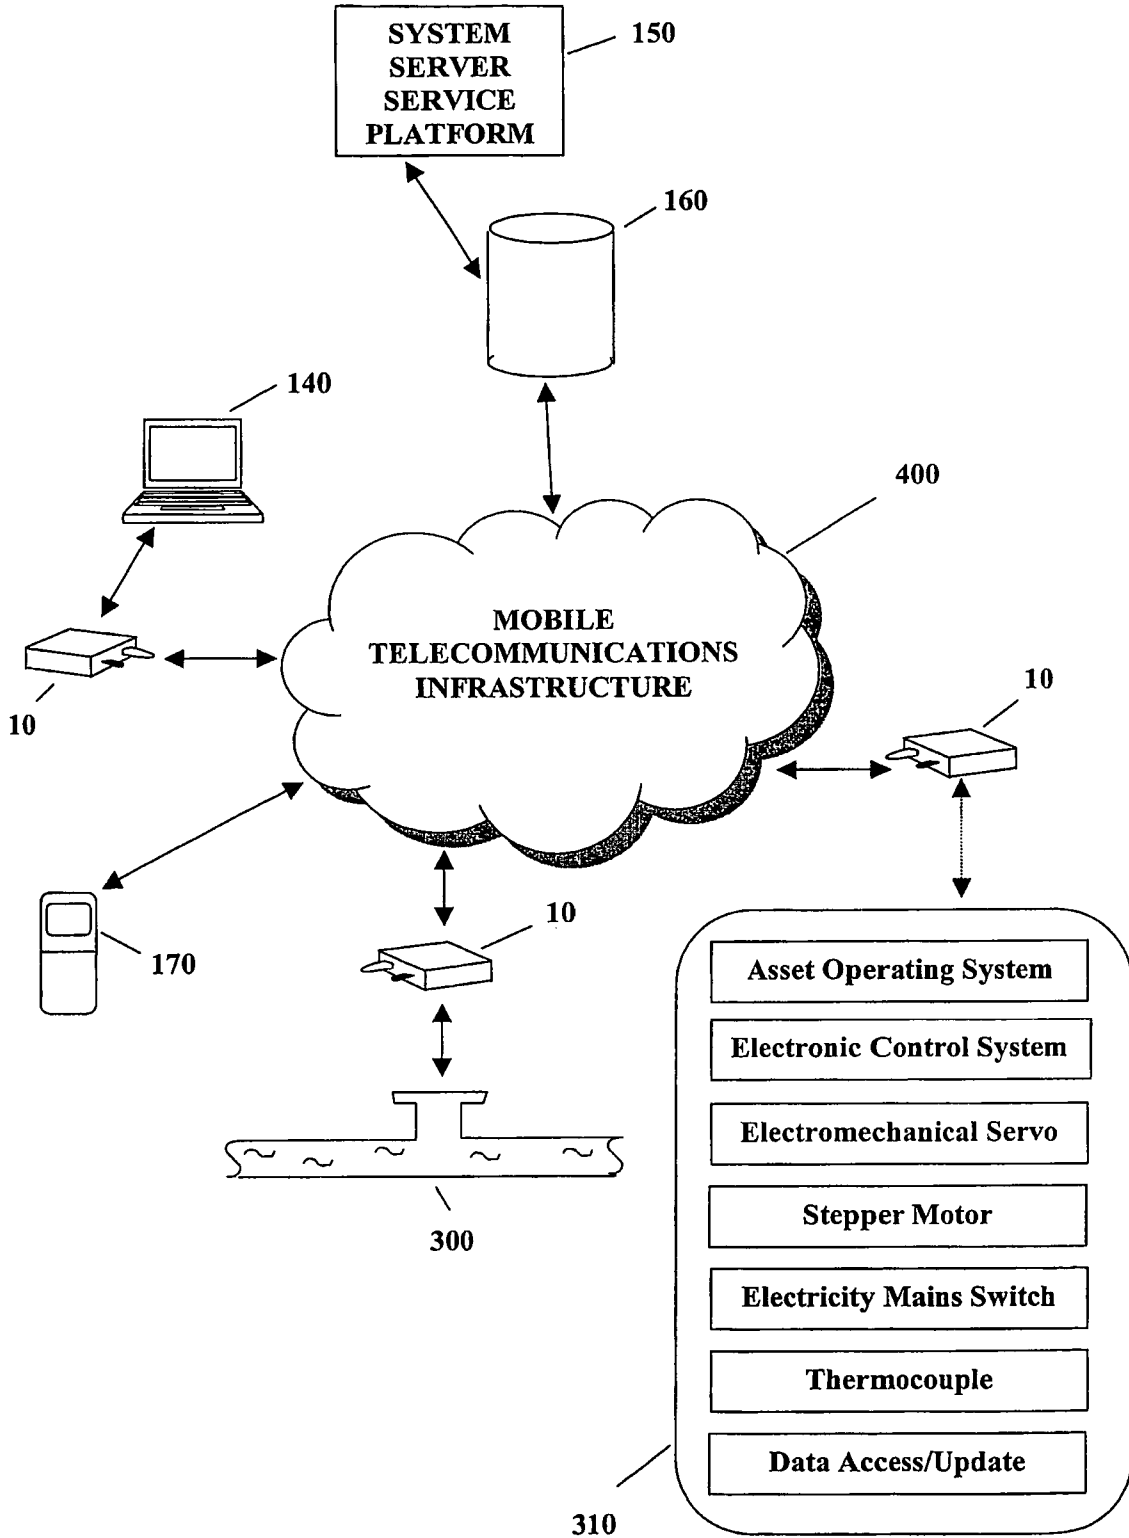 SYSTEM
SERVER
SERVICE
PLATFORM
150
160
140
400
MOBILE
TELECOMMUNICATIONS
INFRASTRUCTURE
10
10
170
10
300
Asset Operating System
Electronic Control System
Electromechanical Servo
Stepper Motor
Electricity Mains Switch
Thermocouple
Data Access/Update
310